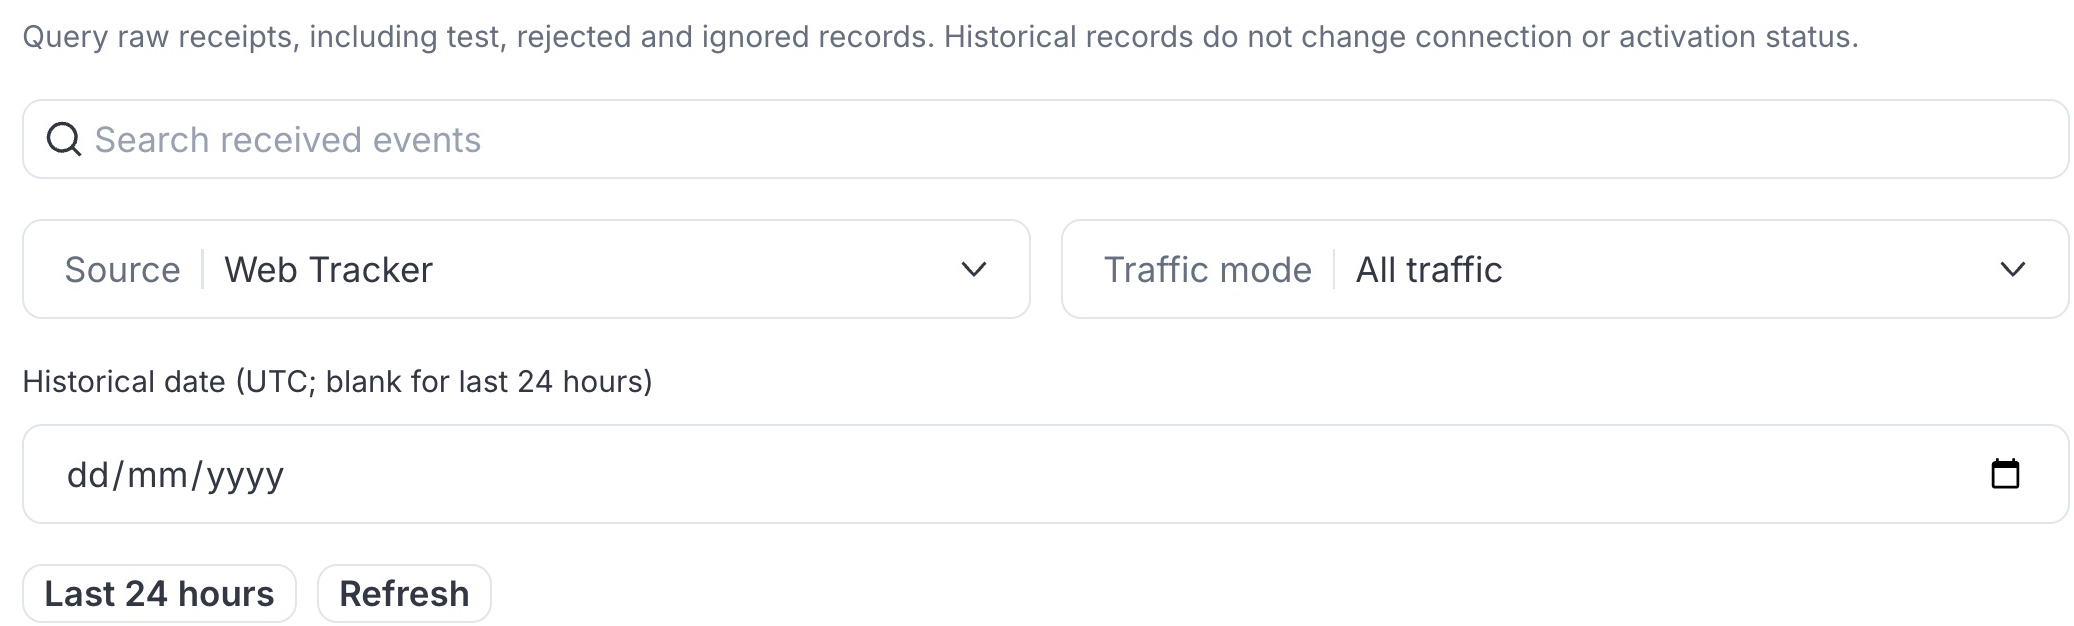 Query raw receipts, including test, rejected and ignored records. Historical records do not change connection or activation status.
Search received events
Source | Web Tracker
Traffic mode | All traffic
Historical date (UTC; blank for last 24 hours)
dd/mm/yyyy
Last 24 hours
Refresh